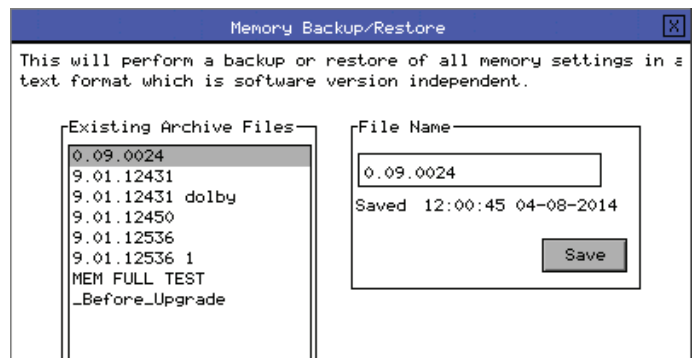 Memory Backup/Restore
X
This will perform a backup or restore of all memory settings in a
text format which is software version independent.
Existing Archive Files
0.09.0024
9.01.12431
9.01.12431 dolby
9.01.12450
9.01.12536
9.01.12536 1
MEM FULL TEST
_Before_Upgrade
File Name
0.09.0024
Saved 12:00:45 04-08-2014
Save